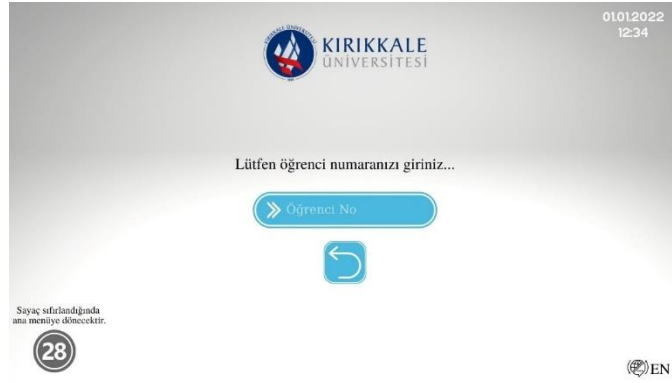 01.01.2022
12:34
KIRIKKALE
ÜNİVERSİTESİ
Lütfen öğrenci numaranızı giriniz...
Öğrenci No
Sayaç sıfırlandığında
ana menüye dönecektir.
28
EN